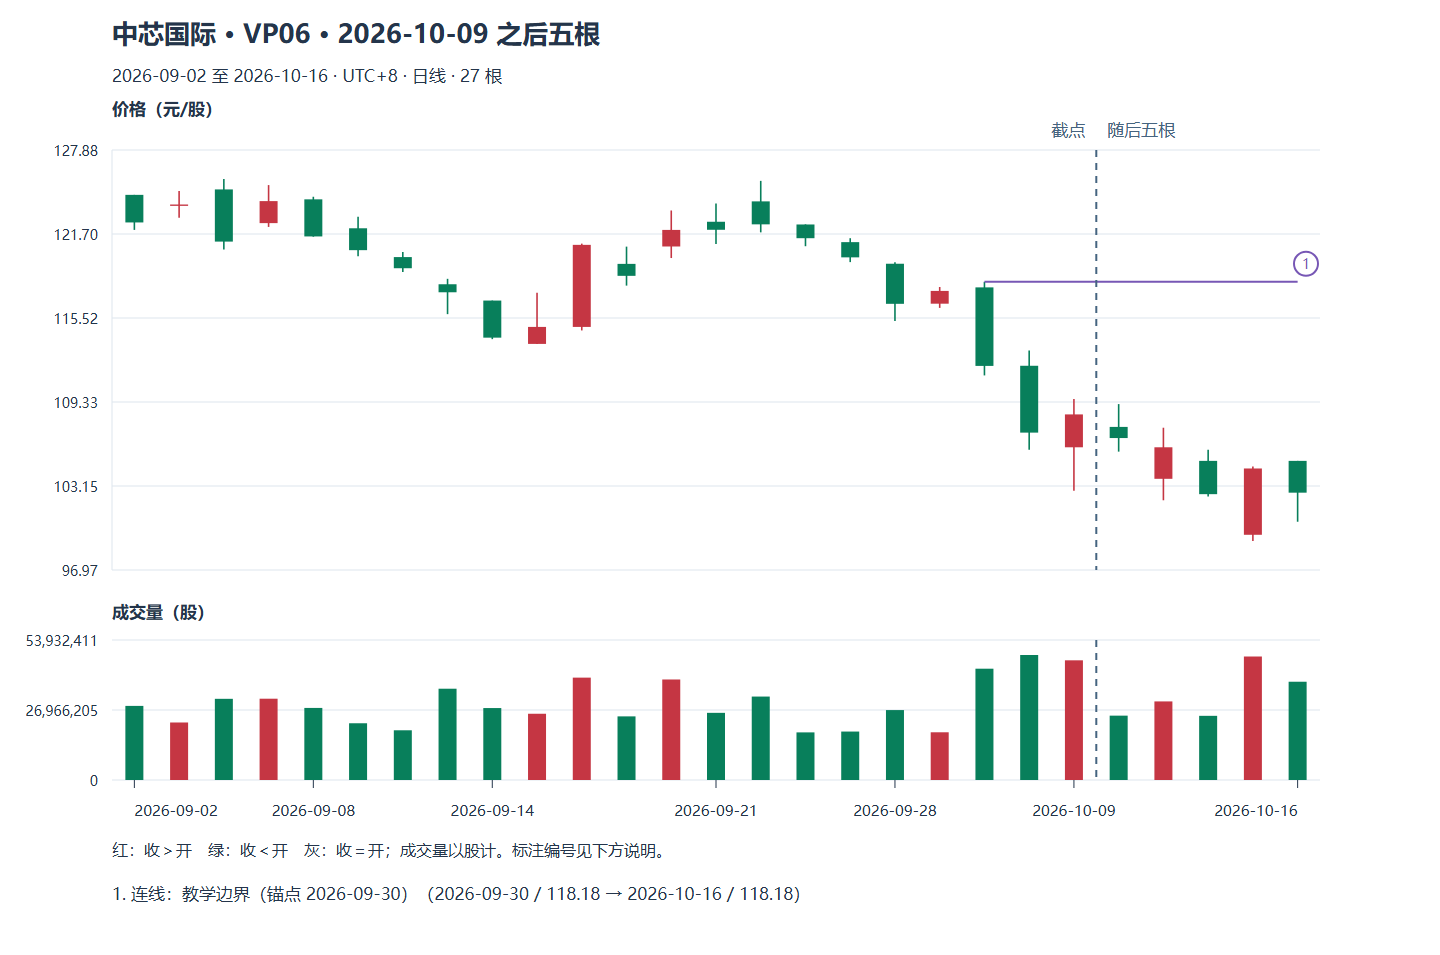 中芯国际 • VP06 • 2026-10-09 之后五根
2026-09-02 至 2026-10-16 · UTC+8 · 日线 · 27 根
价格（元/股）
截点 随后五根
127.88
121.70
1
115.52
109.33
103.15
96.97
成交量（股）
53,932,411
26,966,205
0
2026-09-02 2026-09-08 2026-09-14 2026-09-21 2026-09-28 2026-10-09 2026-10-16
红：收 > 开 绿：收 < 开 灰：收 = 开；成交量以股计。标注编号见下方说明。
1. 连线：教学边界（锚点 2026-09-30）（2026-09-30 / 118.18 → 2026-10-16 / 118.18）